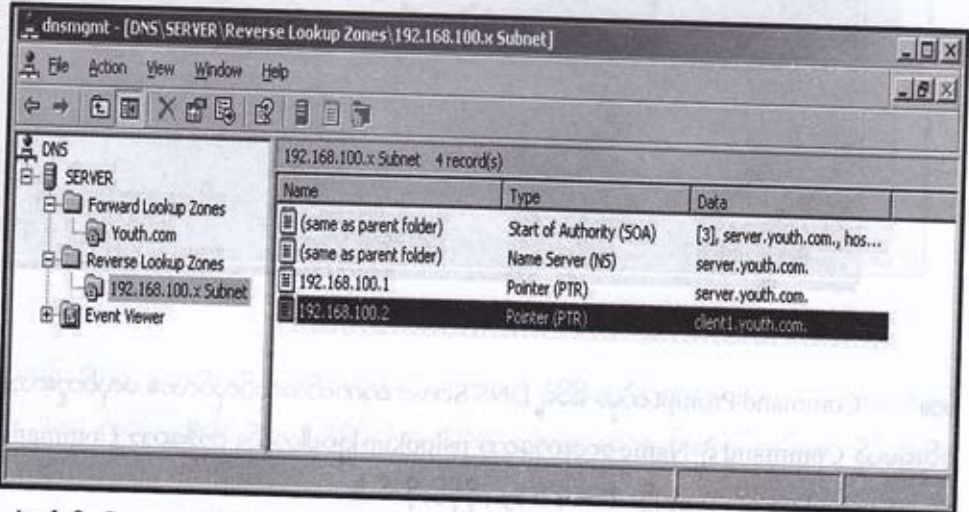 dnsmgmt - [DNS\SERVER\Reverse Lookup Zones\192.168.100.x Subnet]
File Action View Window Help
DNS
SERVER
Forward Lookup Zones
Youth.com
Reverse Lookup Zones
192.168.100.x Subnet
Event Viewer
192.168.100.x Subnet 4 record(s)
Name Type Data
(same as parent folder) Start of Authority (SOA) [3], server.youth.com., hos...
(same as parent folder) Name Server (NS) server.youth.com.
192.168.100.1 Pointer (PTR) server.youth.com.
192.168.100.2 Pointer (PTR) client1.youth.com.